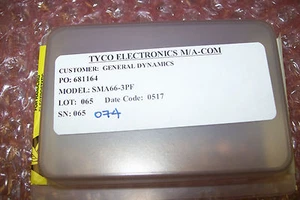 TYCO ELECTRONICS M/A-COM
CUSTOMER: GENERAL DYNAMICS
PO: 681164
MODEL: SMA66-3PF
LOT: 065 Date Code: 0517
SN: 065 074